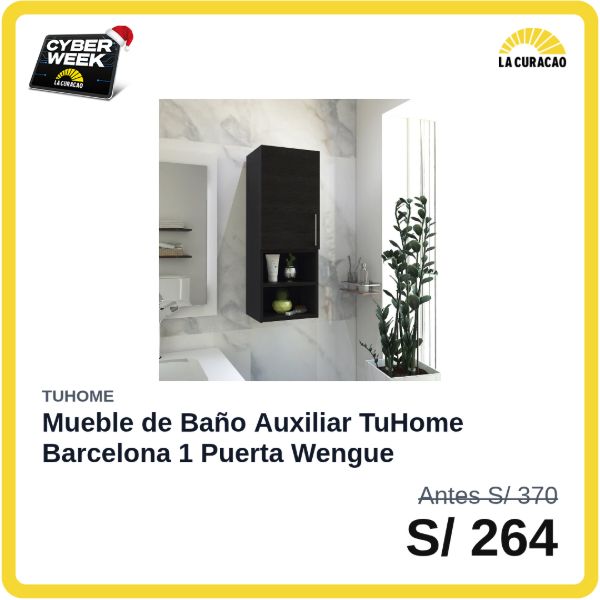 CYBER
WEEK
LA CURACAO
LA CURACAO
TUHOME
Mueble de Baño Auxiliar TuHome
Barcelona 1 Puerta Wengue
Antes S/ 370
S/ 264